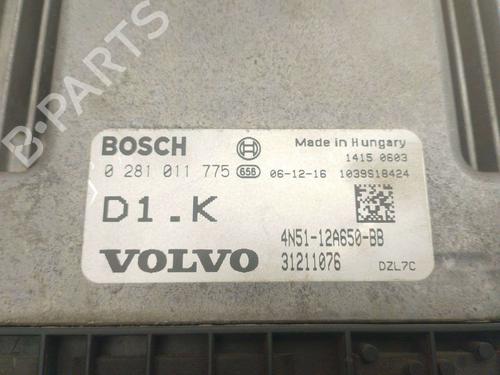 B-PARTS
BOSCH
Made in Hungary
1415 0603
0 281 011 775 658 06-12-16 1039S18424
D1.K
4N51-12A650-BB
VOLVO
31211076 DZL7C